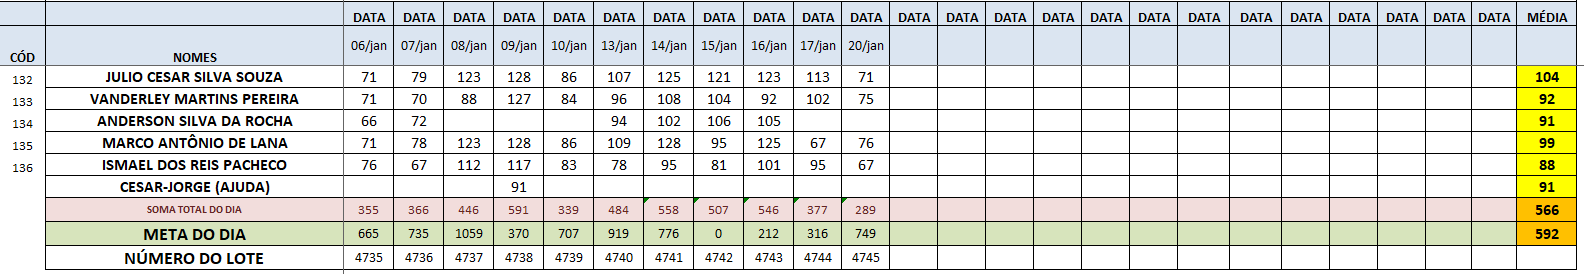 DATA DATA DATA DATA DATA DATA DATA DATA DATA DATA DATA DATA DATA DATA DATA DATA DATA DATA DATA DATA DATA DATA DATA DATA MÉDIA
CÓD NOMES 06/jan 07/jan 08/jan 09/jan 10/jan 13/jan 14/jan 15/jan 16/jan 17/jan 20/jan
132 JULIO CESAR SILVA SOUZA 71 79 123 128 86 107 125 121 123 113 71 104
133 VANDERLEY MARTINS PEREIRA 71 70 88 127 84 96 108 104 92 102 75 92
134 ANDERSON SILVA DA ROCHA 66 72 94 102 106 105 91
135 MARCO ANTÔNIO DE LANA 71 78 123 128 86 109 128 95 125 67 76 99
136 ISMAEL DOS REIS PACHECO 76 67 112 117 83 78 95 81 101 95 67 88
CESAR-JORGE (AJUDA) 91 91
SOMA TOTAL DO DIA 355 366 446 591 339 484 558 507 546 377 289 566
META DO DIA 665 735 1059 370 707 919 776 0 212 316 749 592
NÚMERO DO LOTE 4735 4736 4737 4738 4739 4740 4741 4742 4743 4744 4745